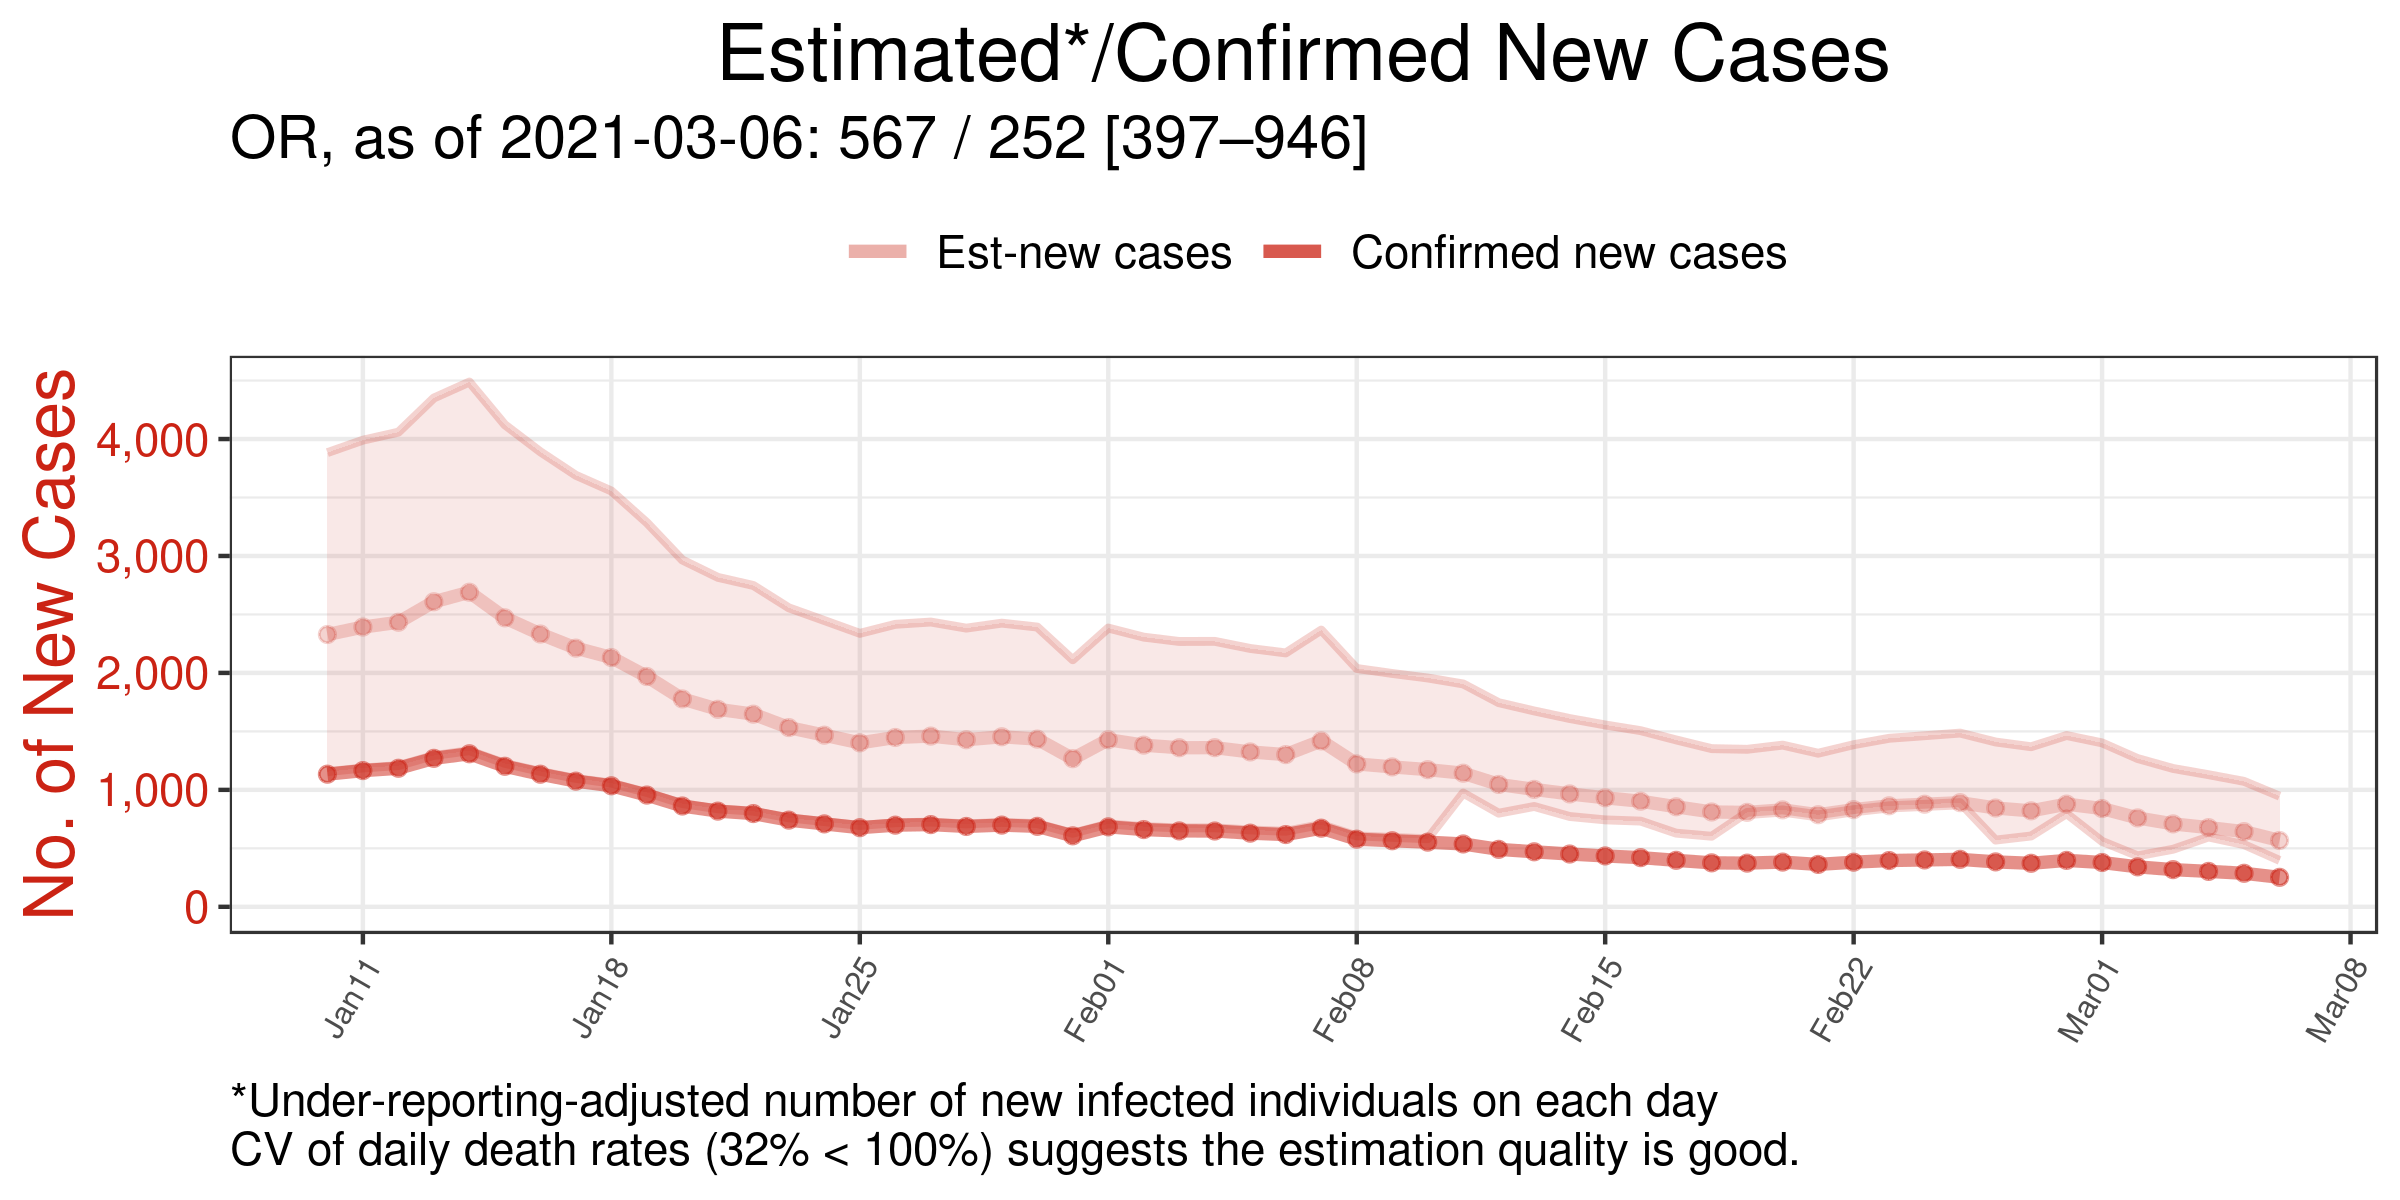 Estimated*/Confirmed New Cases
OR, as of 2021-03-06: 567 / 252 [397–946]
Est-new cases Confirmed new cases
No. of New Cases
4,000
3,000
2,000
1,000
0
Jan11 Jan18 Jan25 Feb01 Feb08 Feb15 Feb22 Mar01 Mar08
*Under-reporting-adjusted number of new infected individuals on each day
CV of daily death rates (32% < 100%) suggests the estimation quality is good.